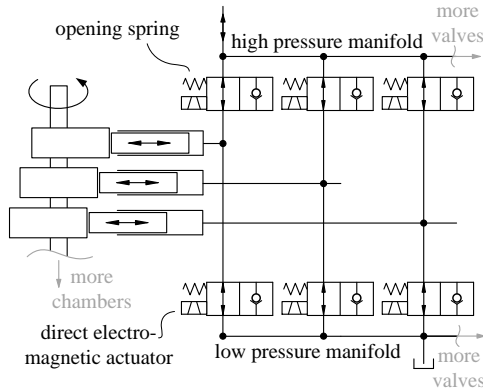 more
valves
opening spring
high pressure manifold
more
chambers
direct electro-
magnetic actuator
low pressure manifold
more
valves